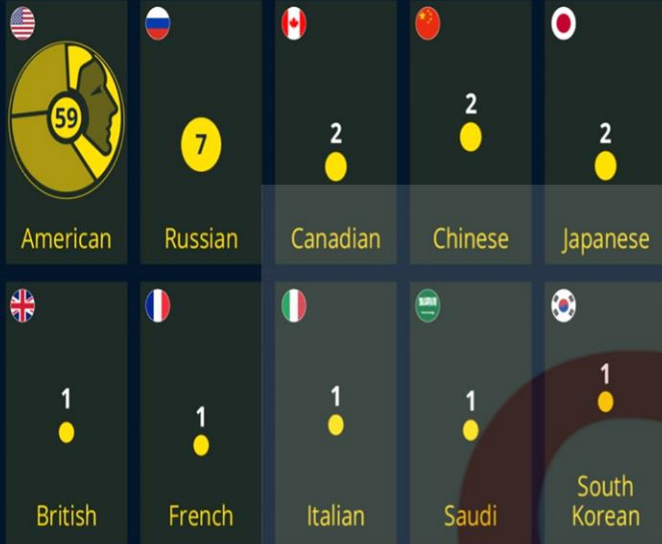 59
American
7
Russian
2
Canadian
2
Chinese
2
Japanese
1
British
1
French
1
Italian
1
Saudi
1
South
Korean